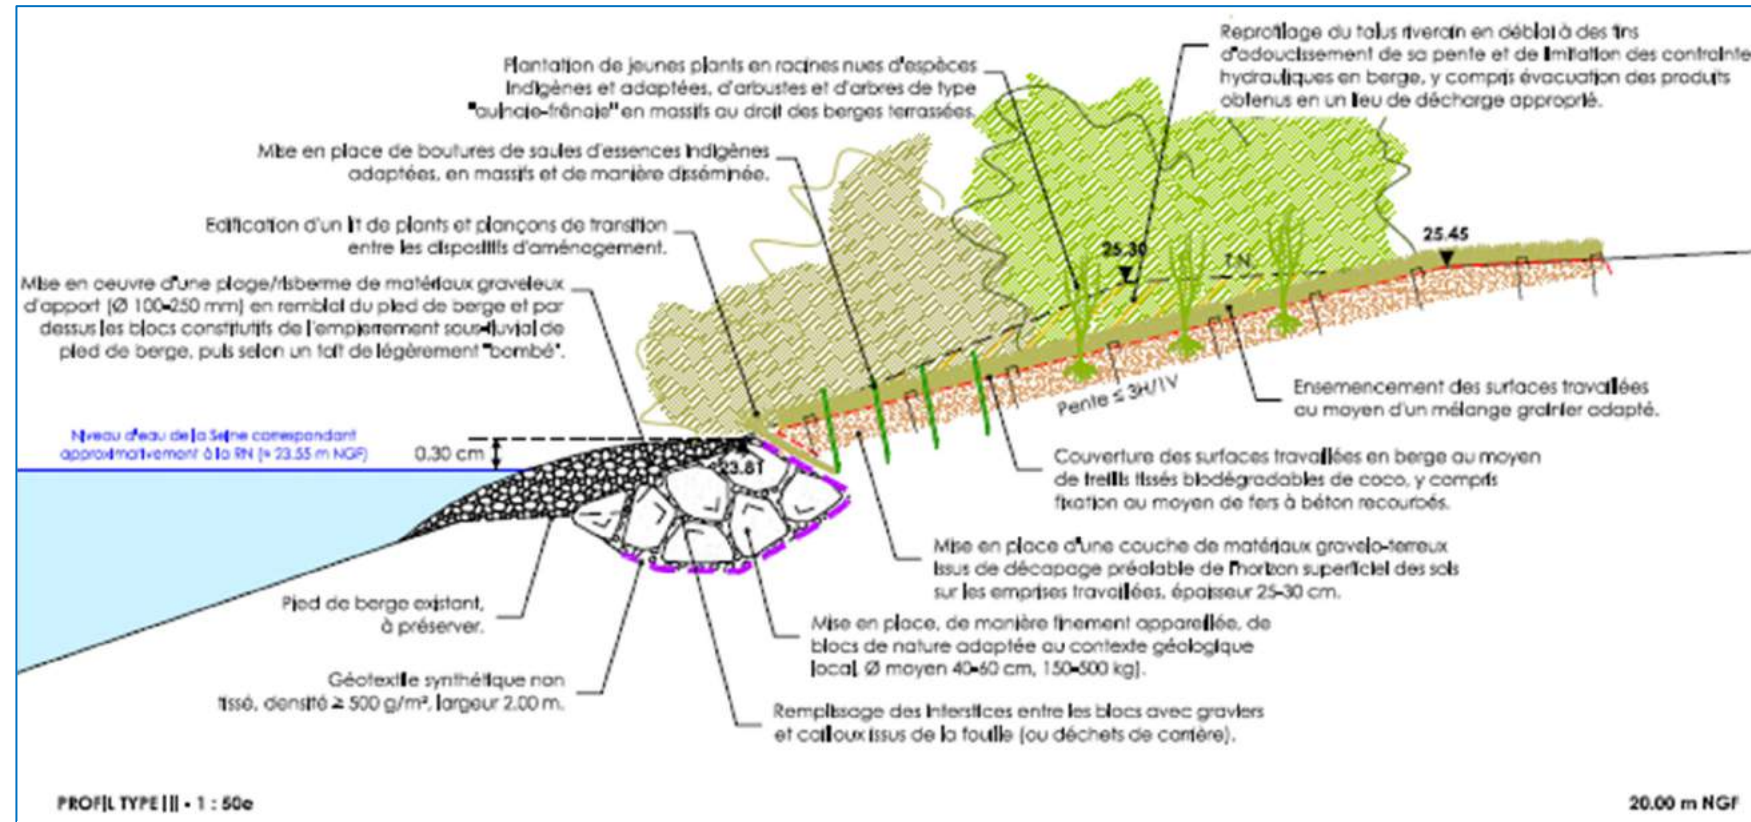 Reprofilage du talus riverain en déblai à des fins
d'adoucissement de sa pente et de limitation des contrainte
hydrauliques en berge, y compris évacuation des produits
obtenus en un lieu de décharge approprié.
Plantation de jeunes plants en racines nues d'espèces
indigènes et adaptées, d'arbustes et d'arbres de type
"aulnaie-frênaie" en massifs au droit des berges terrassées.
Mise en place de boutures de saules d'essences indigènes
adaptées, en massifs et de manière disséminée.
Edification d'un lit de plants et plançons de transition
entre les dispositifs d'aménagement.
Mise en oeuvre d'une plage/risberme de matériaux graveleux
d'apport (Ø 100-250 mm) en remblai du pied de berge et par
dessus les blocs constitutifs de l'empierrement sous-fluvial de
pied de berge, puis selon un fait de légèrement "bombé".
25.30
T.N.
25.45
Pente ≤ 3H/1V
Ensemencement des surfaces travaillées
au moyen d'un mélange grainier adapté.
Niveau d'eau de la Seine correspondant
approximativement à la RN (≈ 23.55 m NGF)
0.30 cm
23.81
Couverture des surfaces travaillées en berge au moyen
de treillis tissés biodégradables de coco, y compris
fixation au moyen de fers à béton recourbés.
Mise en place d'une couche de matériaux gravelo-terreux
issus de décapage préalable de l'horizon superficiel des sols
sur les emprises travaillées, épaisseur 25-30 cm.
Pied de berge existant,
à préserver.
Mise en place, de manière finement appareillée, de
blocs de nature adaptée au contexte géologique
local, Ø moyen 40-60 cm, 150-500 kg).
Géotextile synthétique non
tissé, densité ≥ 500 g/m², largeur 2.00 m.
Remplissage des interstices entre les blocs avec graviers
et cailloux issus de la fouille (ou déchets de carrière).
PROFIL TYPE III - 1 : 50e
20.00 m NGF